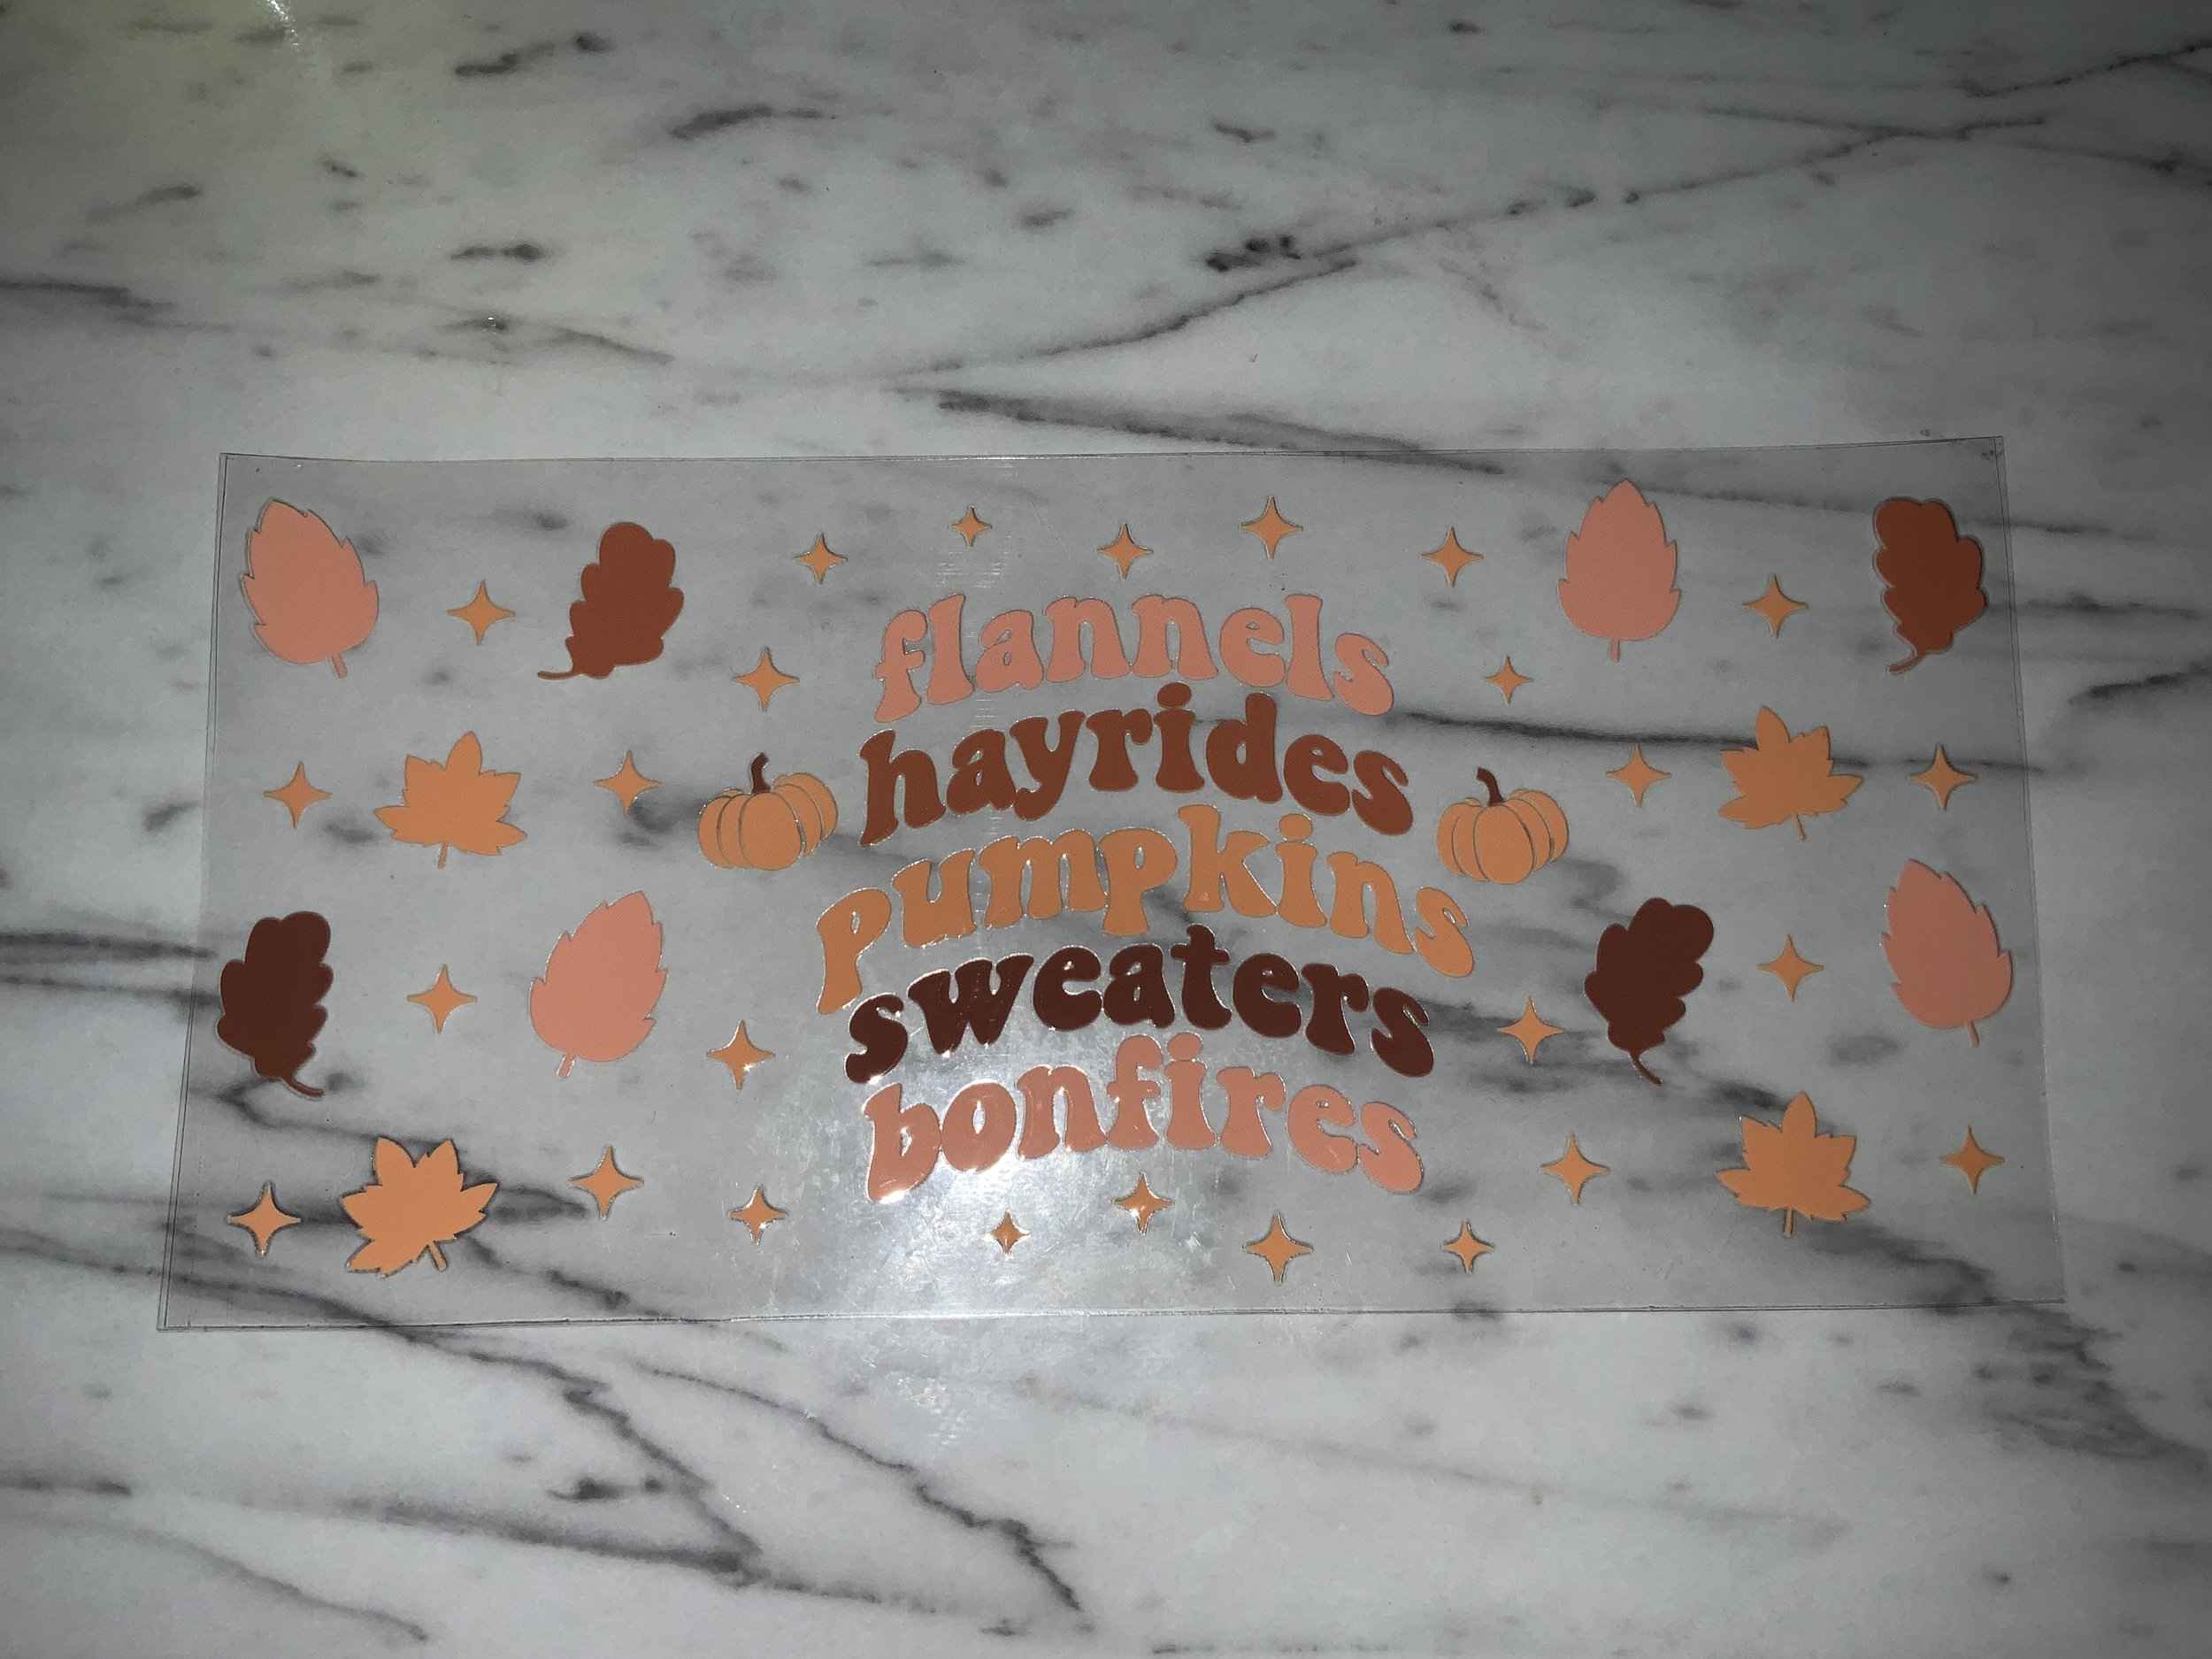 flannels
hayrides
pumpkins
sweaters
bonfires